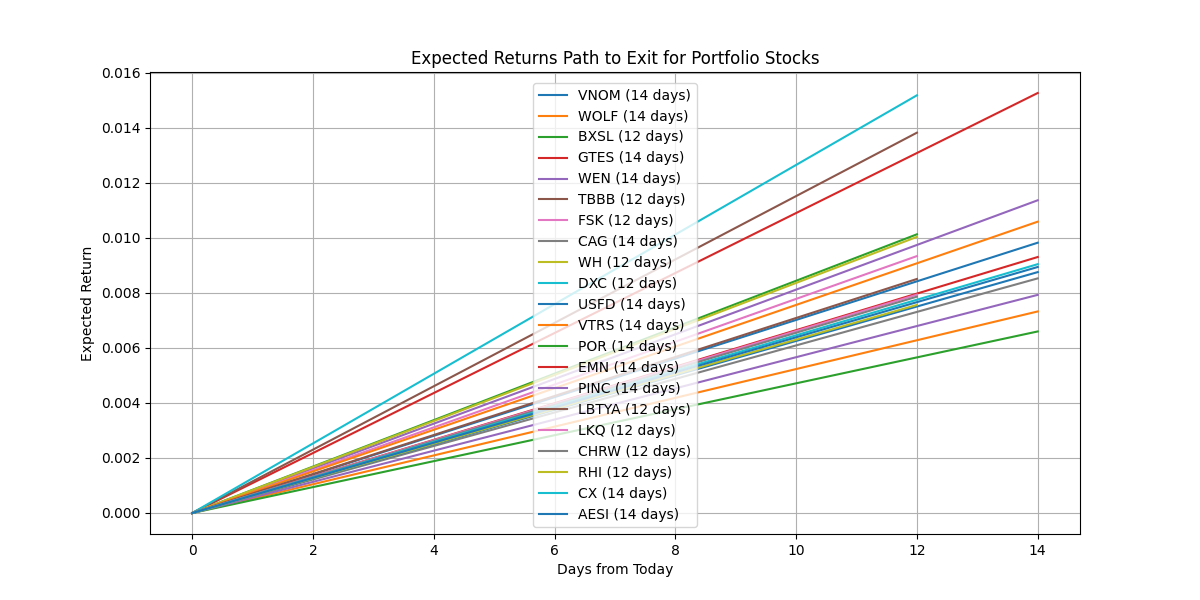 Expected Returns Path to Exit for Portfolio Stocks
Expected Return
0.016
0.014
0.012
0.010
0.008
0.006
0.004
0.002
0.000
VNOM (14 days)
WOLF (14 days)
BXSL (12 days)
GTES (14 days)
WEN (14 days)
TBBB (12 days)
FSK (12 days)
CAG (14 days)
WH (12 days)
DXC (12 days)
USFD (14 days)
VTRS (14 days)
POR (14 days)
EMN (14 days)
PINC (14 days)
LBTYA (12 days)
LKQ (12 days)
CHRW (12 days)
RHI (12 days)
CX (14 days)
AESI (14 days)
0 2 4 6 8 10 12 14
Days from Today